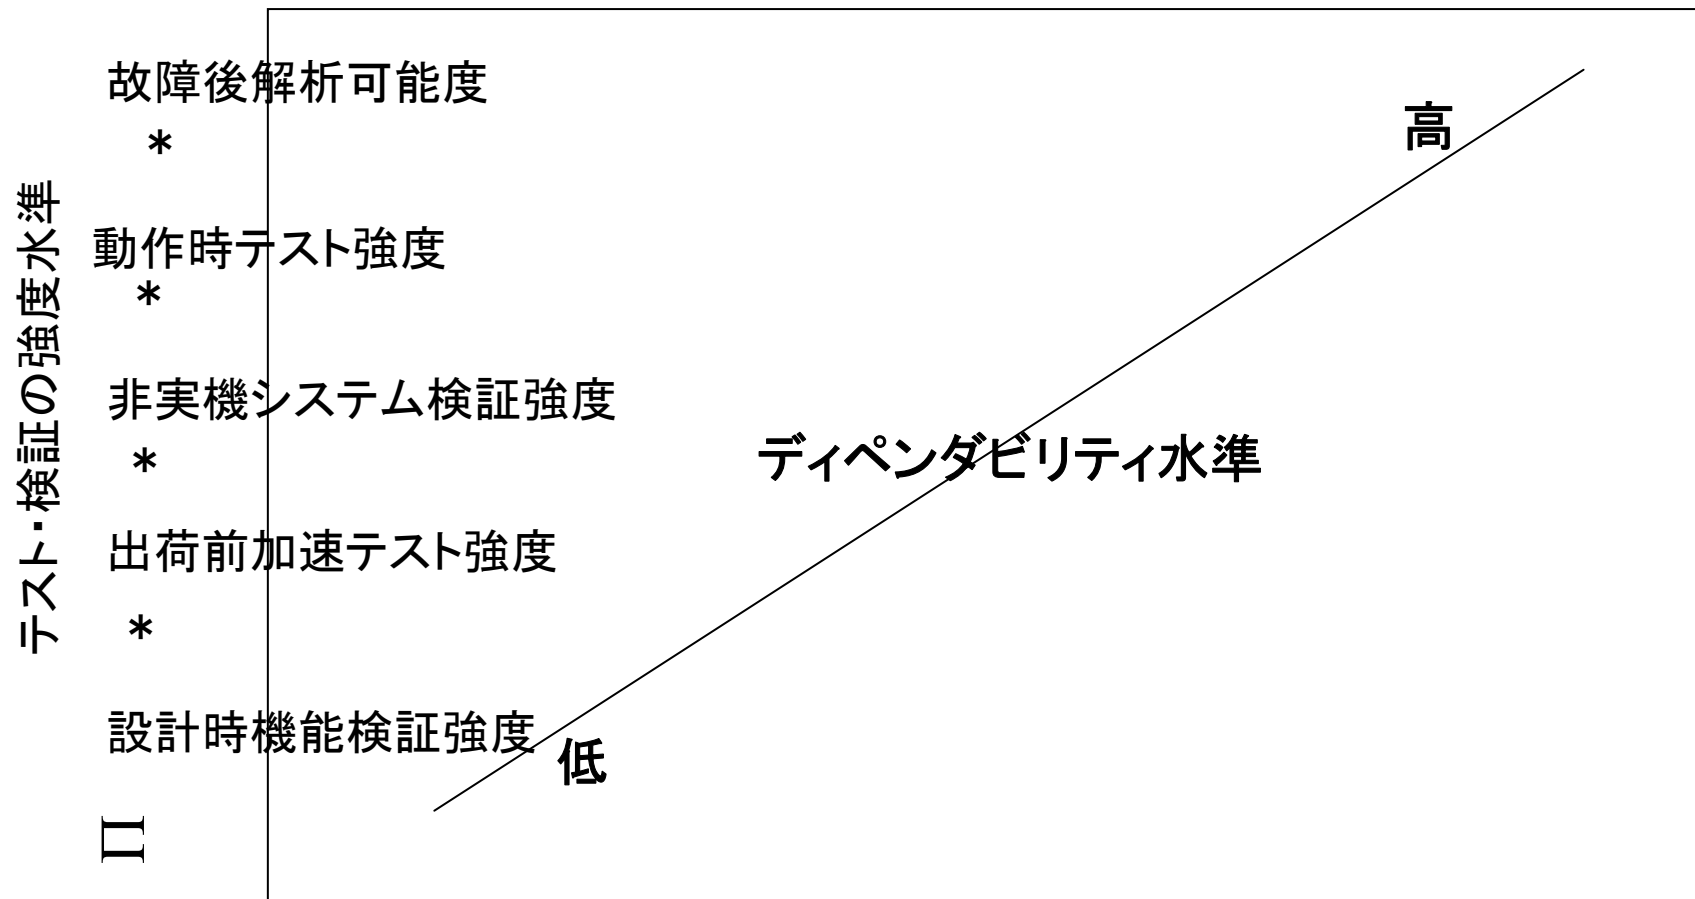 テスト・検証の強度水準
故障後解析可能度
*
動作時テスト強度
*
非実機システム検証強度
*
出荷前加速テスト強度
*
設計時機能検証強度
∏
高
ディペンダビリティ水準
低